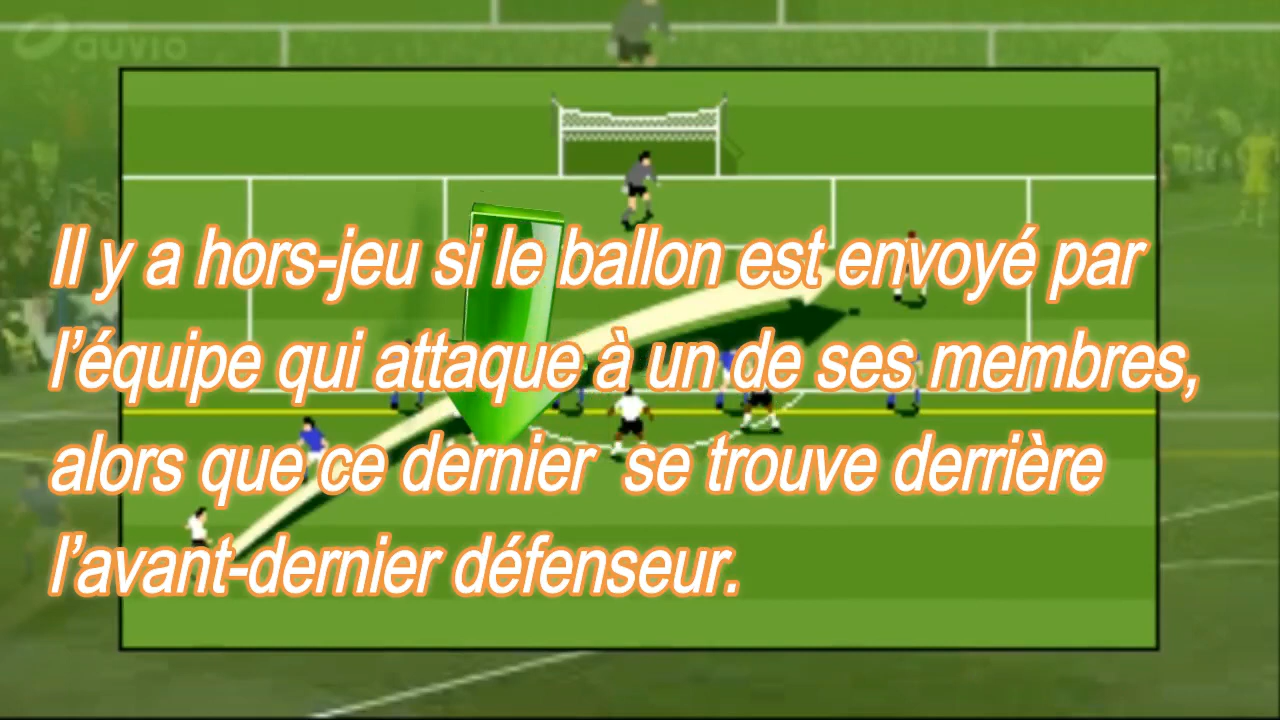 auvio
Il y a hors-jeu si le ballon est envoyé par
l’équipe qui attaque à un de ses membres,
alors que ce dernier  se trouve derrière
l’avant-dernier défenseur.